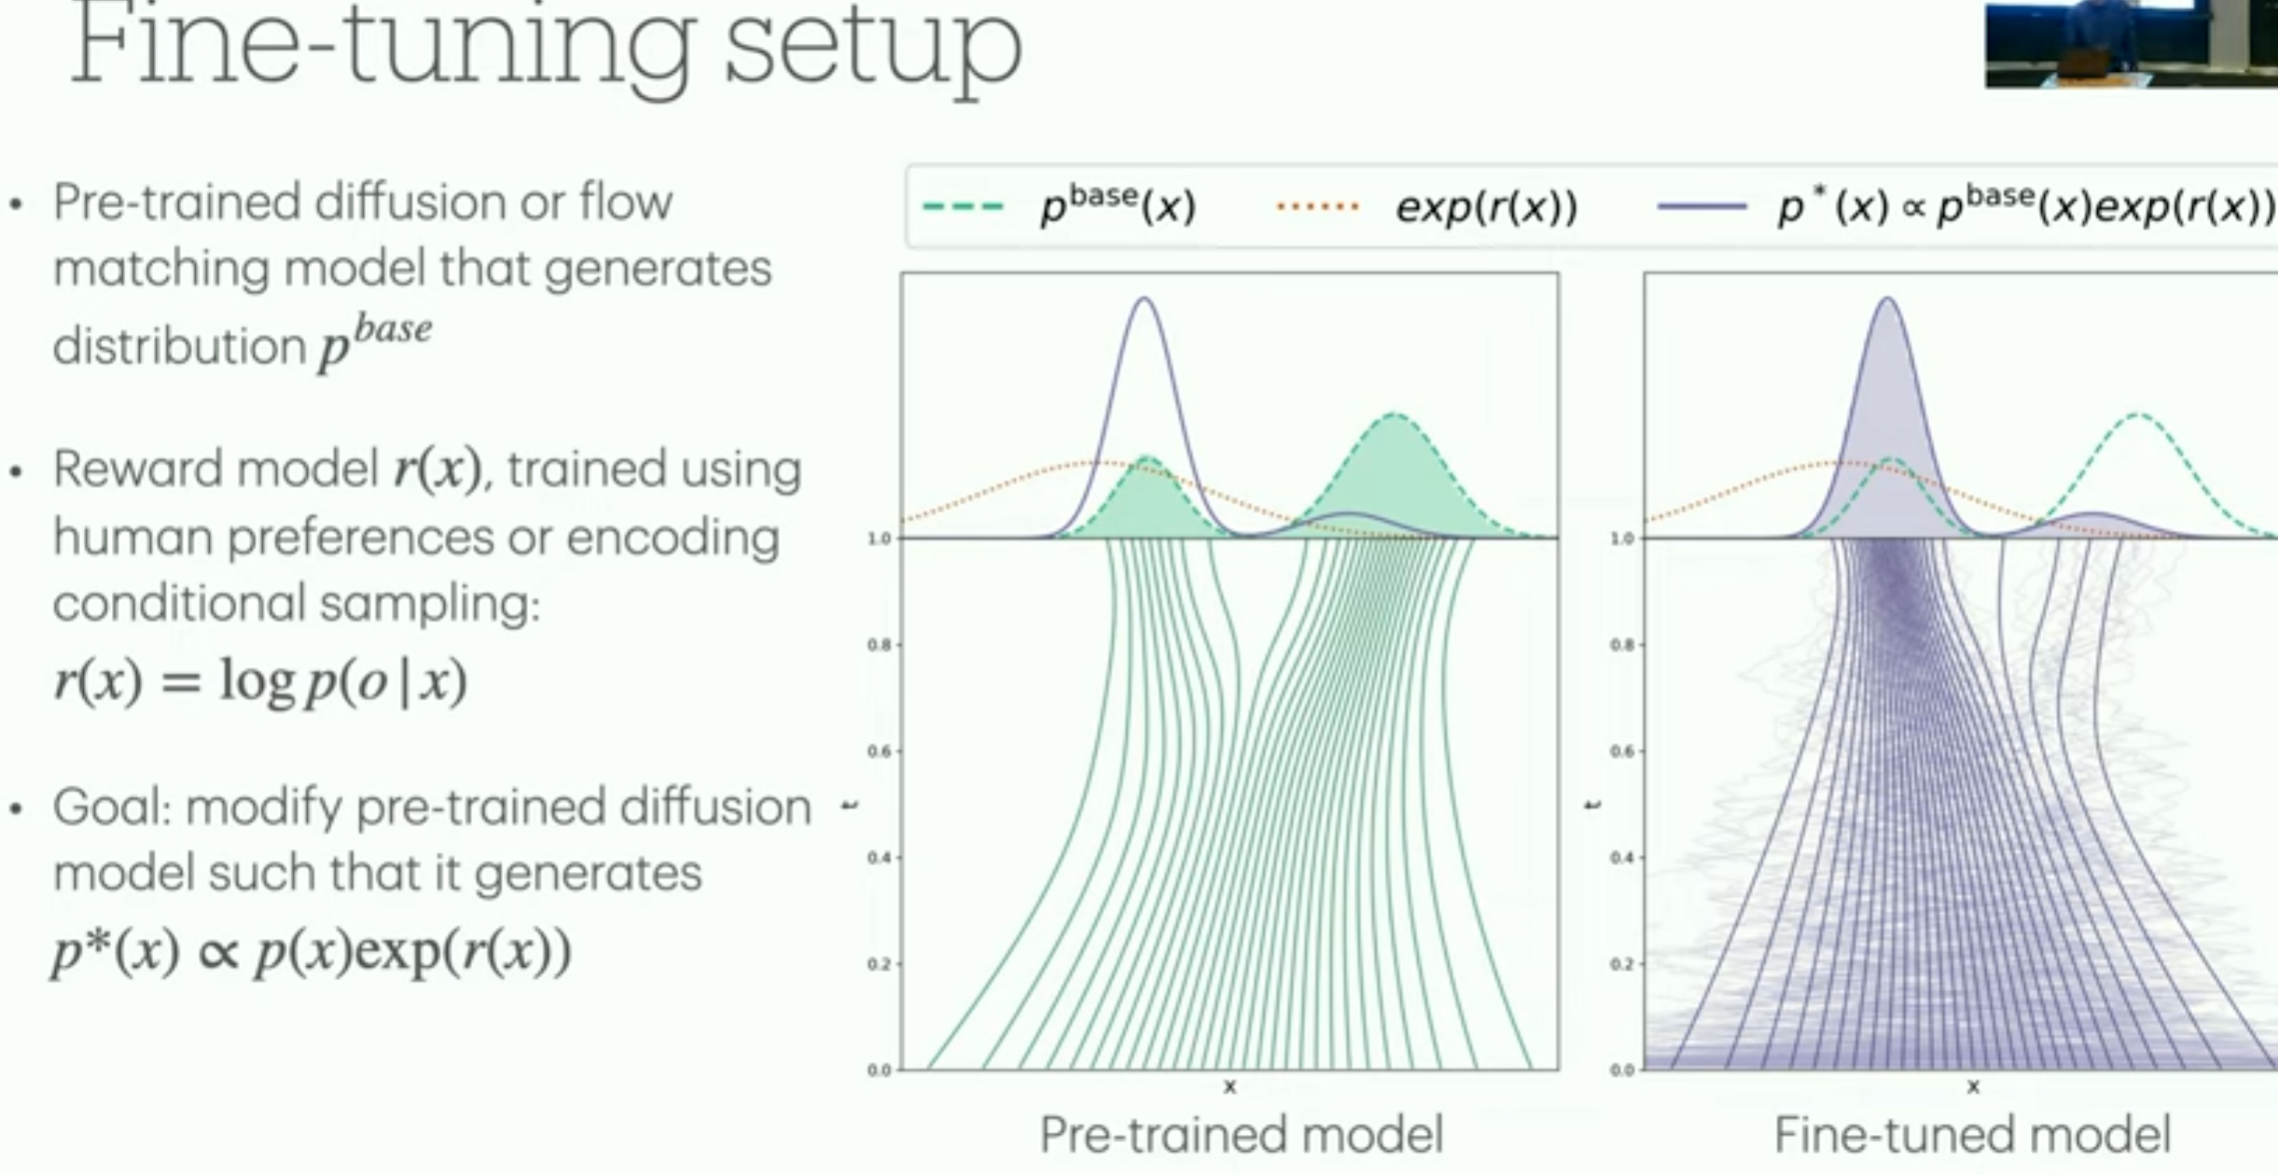 Fine-tuning setup
• Pre-trained diffusion or flow
matching model that generates
distribution p^base
• Reward model r(x), trained using
human preferences or encoding
conditional sampling:
r(x) = log p(o|x)
• Goal: modify pre-trained diffusion
model such that it generates
p*(x) ∝ p(x)exp(r(x))
p^base(x) exp(r(x)) p*(x) ∝ p^base(x)exp(r(x))
1.0
0.8
0.6
t
0.4
0.2
0.0
x
Pre-trained model
1.0
0.8
0.6
t
0.4
0.2
0.0
x
Fine-tuned model